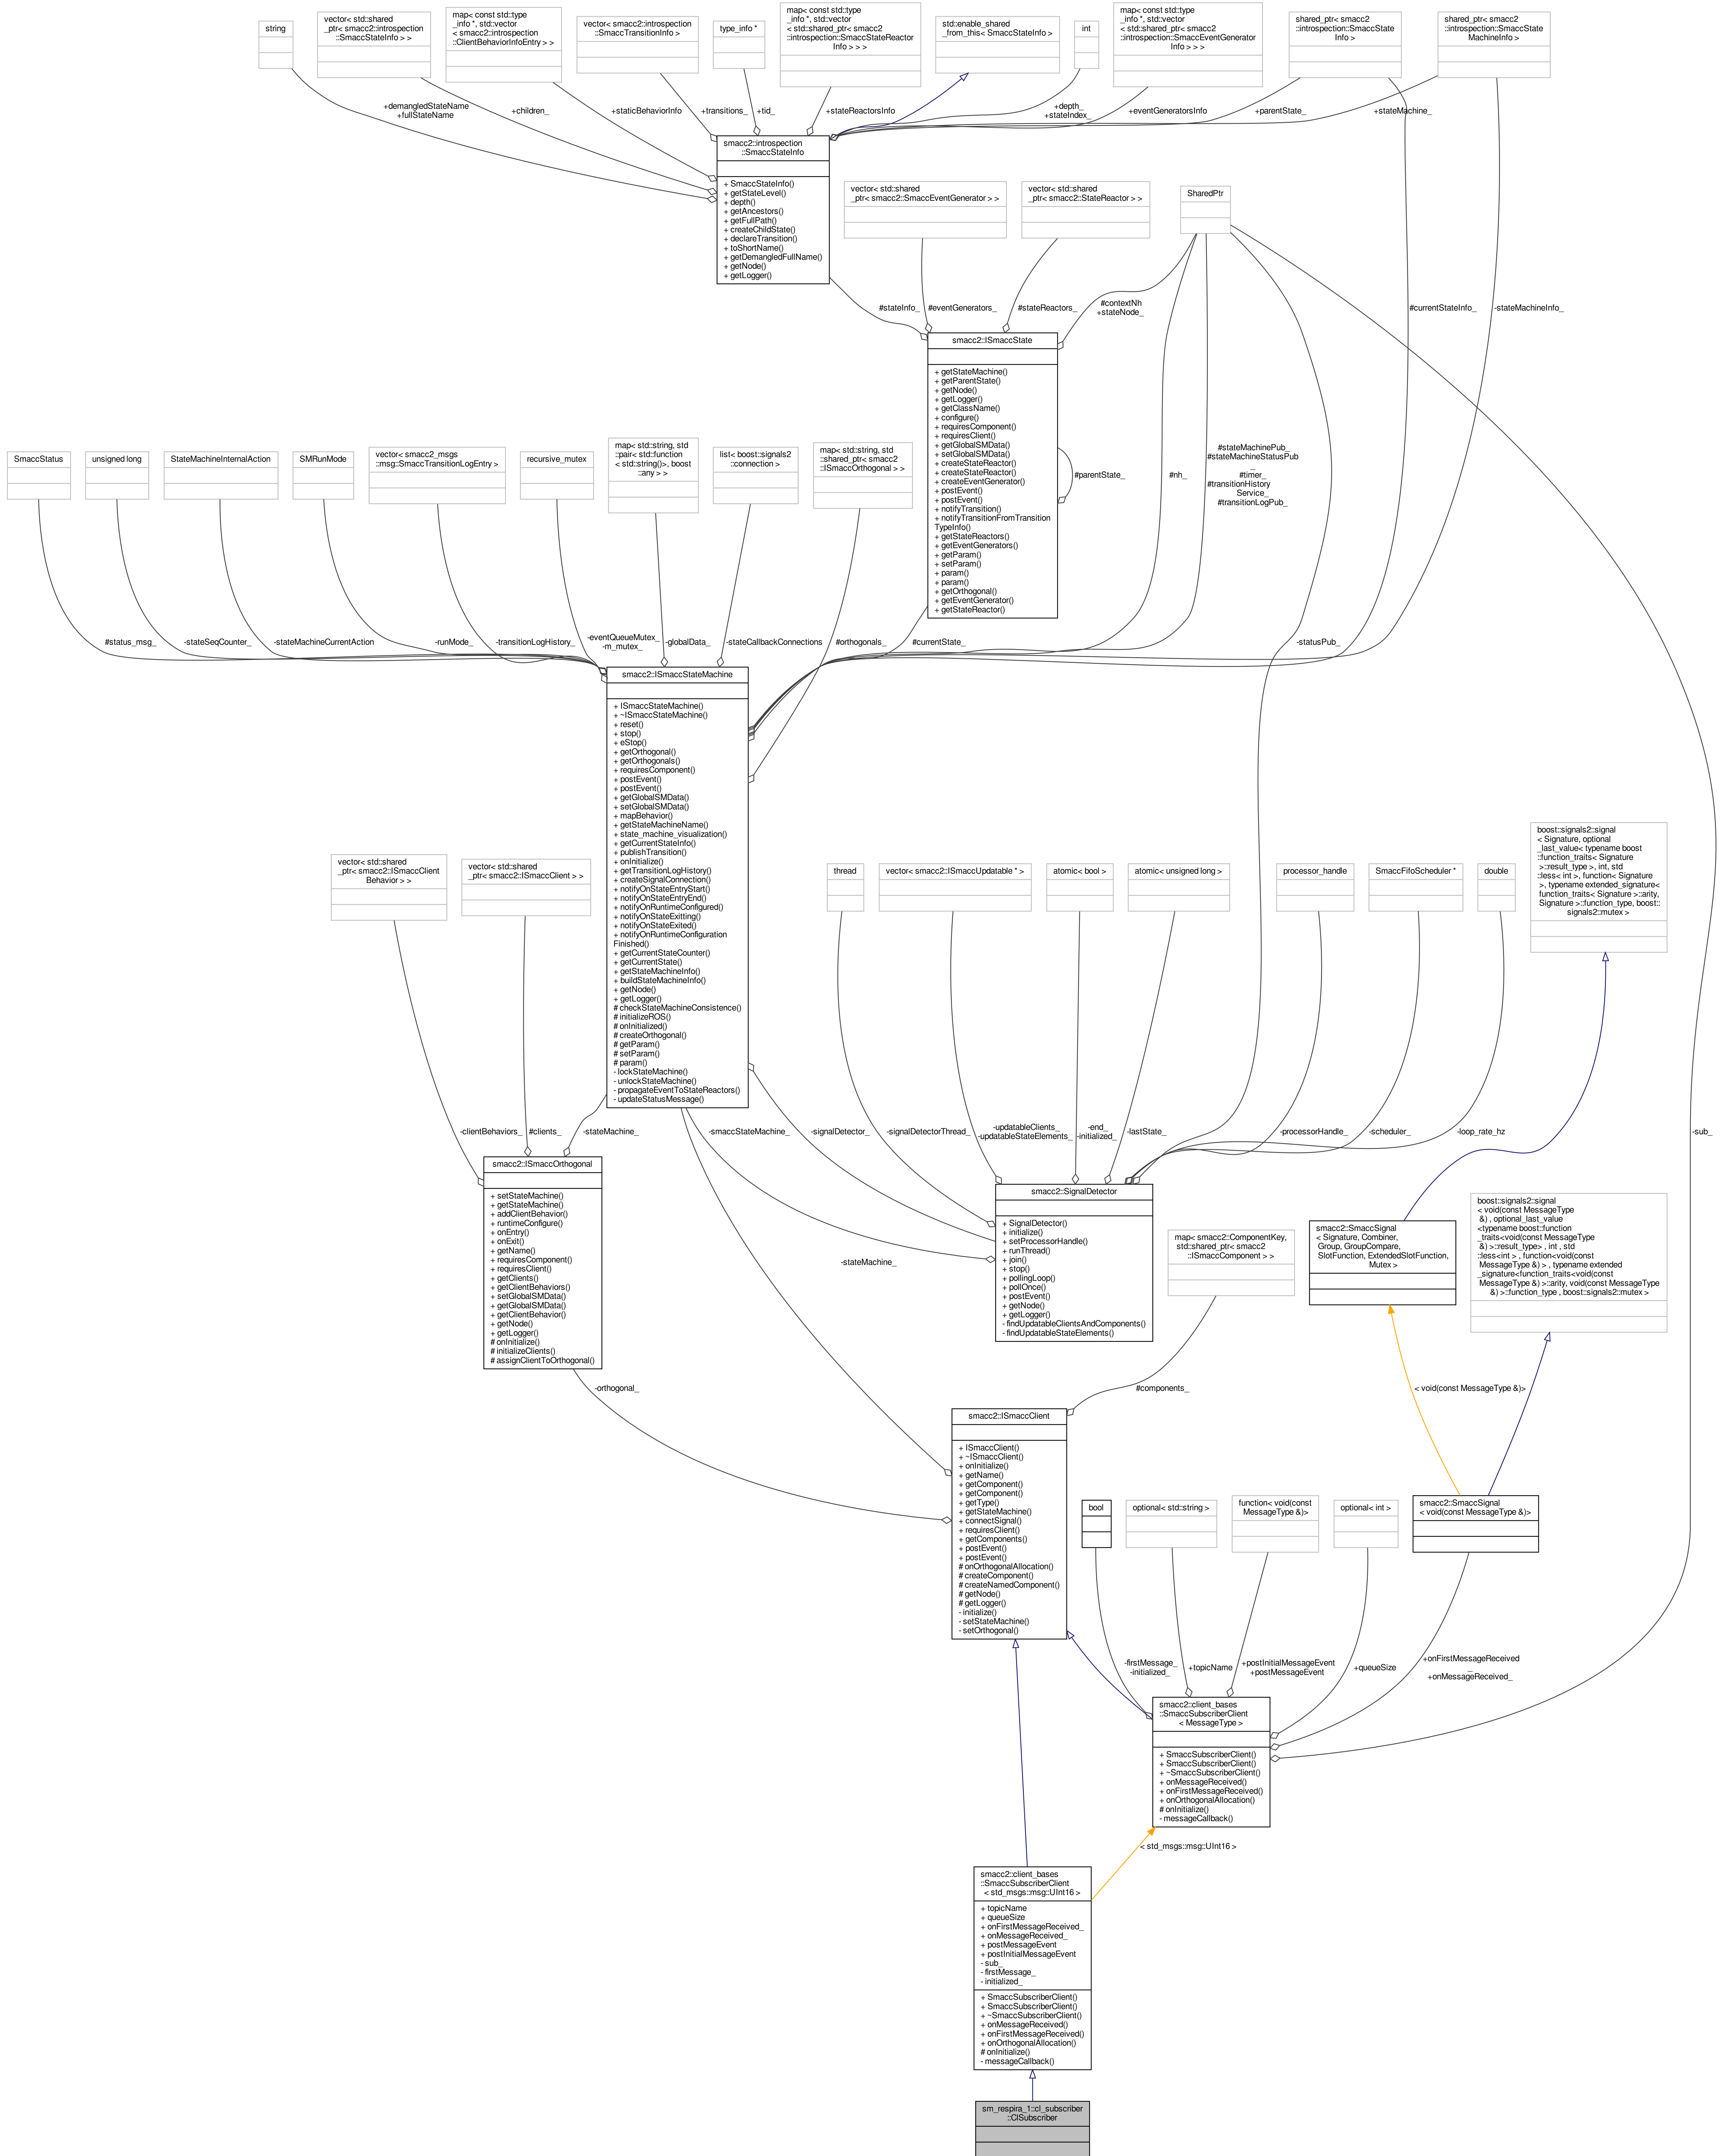 string
vector< std::shared
_ptr< smacc2::introspection
::SmaccStateInfo > >
map< const std::type
_info *, std::vector
< smacc2::introspection
::ClientBehaviorInfoEntry > >
vector< smacc2::introspection
::SmaccTransitionInfo >
type_info *
map< const std::type
_info *, std::vector
< std::shared_ptr< smacc2
::introspection::SmaccStateReactor
Info > > >
std::enable_shared
_from_this< SmaccStateInfo >
int
map< const std::type
_info *, std::vector
< std::shared_ptr< smacc2
::introspection::SmaccEventGenerator
Info > > >
shared_ptr< smacc2
::introspection::SmaccState
Info >
shared_ptr< smacc2
::introspection::SmaccState
MachineInfo >
+demangledStateName
+fullStateName
+children_
+staticBehaviorInfo
+transitions_
+tid_
+stateReactorsInfo
+depth_
+stateIndex_
+eventGeneratorsInfo
+parentState_
+stateMachine_
smacc2::introspection
::SmaccStateInfo
+ SmaccStateInfo()
+ getStateLevel()
+ depth()
+ getAncestors()
+ getFullPath()
+ createChildState()
+ declareTransition()
+ toShortName()
+ getDemangledFullName()
+ getNode()
+ getLogger()
vector< std::shared
_ptr< smacc2::SmaccEventGenerator > >
vector< std::shared
_ptr< smacc2::StateReactor > >
SharedPtr
#stateInfo_
#eventGenerators_
#stateReactors_
#contextNh
+stateNode_
#currentStateInfo_
-stateMachineInfo_
smacc2::ISmaccState
+ getStateMachine()
+ getParentState()
+ getNode()
+ getLogger()
+ getClassName()
+ configure()
+ requiresComponent()
+ requiresClient()
+ getGlobalSMData()
+ setGlobalSMData()
+ createStateReactor()
+ createStateReactor()
+ createEventGenerator()
+ postEvent()
+ postEvent()
+ notifyTransition()
+ notifyTransitionFromTransition
TypeInfo()
+ getStateReactors()
+ getEventGenerators()
+ getParam()
+ setParam()
+ param()
+ param()
+ getOrthogonal()
+ getEventGenerator()
+ getStateReactor()
#parentState_
#nh_
#stateMachinePub_
#stateMachineStatusPub
_
#timer_
#transitionHistory
Service_
#transitionLogPub_
SmaccStatus
unsigned long
StateMachineInternalAction
SMRunMode
vector< smacc2_msgs
::msg::SmaccTransitionLogEntry >
recursive_mutex
map< std::string, std
::pair< std::function
< std::string()>, boost
::any > >
list< boost::signals2
::connection >
map< std::string, std
::shared_ptr< smacc2
::ISmaccOrthogonal > >
#status_msg_
-stateSeqCounter_
-stateMachineCurrentAction
-runMode_
-transitionLogHistory_
-eventQueueMutex_
-m_mutex_
-globalData_
-stateCallbackConnections
#orthogonals_
#currentState_
-statusPub_
smacc2::ISmaccStateMachine
+ ISmaccStateMachine()
+ ~ISmaccStateMachine()
+ reset()
+ stop()
+ eStop()
+ getOrthogonal()
+ getOrthogonals()
+ requiresComponent()
+ postEvent()
+ postEvent()
+ getGlobalSMData()
+ setGlobalSMData()
+ mapBehavior()
+ getStateMachineName()
+ state_machine_visualization()
+ getCurrentStateInfo()
+ publishTransition()
+ onInitialize()
+ getTransitionLogHistory()
+ createSignalConnection()
+ notifyOnStateEntryStart()
+ notifyOnStateEntryEnd()
+ notifyOnRuntimeConfigured()
+ notifyOnStateExitting()
+ notifyOnStateExited()
+ notifyOnRuntimeConfiguration
Finished()
+ getCurrentStateCounter()
+ getCurrentState()
+ getStateMachineInfo()
+ buildStateMachineInfo()
+ getNode()
+ getLogger()
# checkStateMachineConsistence()
# initializeROS()
# onInitialized()
# createOrthogonal()
# getParam()
# setParam()
# param()
- lockStateMachine()
- unlockStateMachine()
- propagateEventToStateReactors()
- updateStatusMessage()
vector< std::shared
_ptr< smacc2::ISmaccClient
Behavior > >
vector< std::shared
_ptr< smacc2::ISmaccClient > >
thread
vector< smacc2::ISmaccUpdatable * >
atomic< bool >
atomic< unsigned long >
processor_handle
SmaccFifoScheduler *
double
boost::signals2::signal
< Signature, optional
_last_value< typename boost
::function_traits< Signature
>::result_type >, int, std
::less< int >, function< Signature
>, typename extended_signature<
function_traits< Signature >::arity,
Signature >::function_type, boost::
signals2::mutex >
-clientBehaviors_
#clients_
-stateMachine_
-smaccStateMachine_
-signalDetector_
-signalDetectorThread_
-updatableClients_
-updatableStateElements_
-end_
-initialized_
-lastState_
-processorHandle_
-scheduler_
-loop_rate_hz
-sub_
smacc2::ISmaccOrthogonal
+ setStateMachine()
+ getStateMachine()
+ addClientBehavior()
+ runtimeConfigure()
+ onEntry()
+ onExit()
+ getName()
+ requiresComponent()
+ requiresClient()
+ getClients()
+ getClientBehaviors()
+ setGlobalSMData()
+ getGlobalSMData()
+ getClientBehavior()
+ getNode()
+ getLogger()
# onInitialize()
# initializeClients()
# assignClientToOrthogonal()
smacc2::SignalDetector
+ SignalDetector()
+ initialize()
+ setProcessorHandle()
+ runThread()
+ join()
+ stop()
+ pollingLoop()
+ pollOnce()
+ postEvent()
+ getNode()
+ getLogger()
- findUpdatableClientsAndComponents()
- findUpdatableStateElements()
map< smacc2::ComponentKey,
std::shared_ptr< smacc2
::ISmaccComponent > >
smacc2::SmaccSignal
< Signature, Combiner,
Group, GroupCompare,
SlotFunction, ExtendedSlotFunction,
Mutex >
boost::signals2::signal
< void(const MessageType
&) , optional_last_value
<typename boost::function
_traits<void(const MessageType
&) >::result_type> , int , std
::less<int > , function<void(const
MessageType &) > , typename extended
_signature<function_traits<void(const
MessageType &) >::arity, void(const MessageType
&) >::function_type , boost::signals2::mutex >
-stateMachine_
-orthogonal_
#components_
< void(const MessageType &)>
smacc2::ISmaccClient
+ ISmaccClient()
+ ~ISmaccClient()
+ onInitialize()
+ getName()
+ getComponent()
+ getComponent()
+ getType()
+ getStateMachine()
+ connectSignal()
+ requiresClient()
+ getComponents()
+ postEvent()
+ postEvent()
# onOrthogonalAllocation()
# createComponent()
# createNamedComponent()
# getNode()
# getLogger()
- initialize()
- setStateMachine()
- setOrthogonal()
bool
optional< std::string >
function< void(const
MessageType &)>
optional< int >
smacc2::SmaccSignal
< void(const MessageType &)>
-firstMessage_
-initialized_
+topicName
+postInitialMessageEvent
+postMessageEvent
+queueSize
+onFirstMessageReceived
_
+onMessageReceived_
smacc2::client_bases
::SmaccSubscriberClient
< MessageType >
+ SmaccSubscriberClient()
+ SmaccSubscriberClient()
+ ~SmaccSubscriberClient()
+ onMessageReceived()
+ onFirstMessageReceived()
+ onOrthogonalAllocation()
# onInitialize()
- messageCallback()
< std_msgs::msg::UInt16 >
smacc2::client_bases
::SmaccSubscriberClient
< std_msgs::msg::UInt16 >
+ topicName
+ queueSize
+ onFirstMessageReceived_
+ onMessageReceived_
+ postMessageEvent
+ postInitialMessageEvent
- sub_
- firstMessage_
- initialized_
+ SmaccSubscriberClient()
+ SmaccSubscriberClient()
+ ~SmaccSubscriberClient()
+ onMessageReceived()
+ onFirstMessageReceived()
+ onOrthogonalAllocation()
# onInitialize()
- messageCallback()
sm_respira_1::cl_subscriber
::ClSubscriber